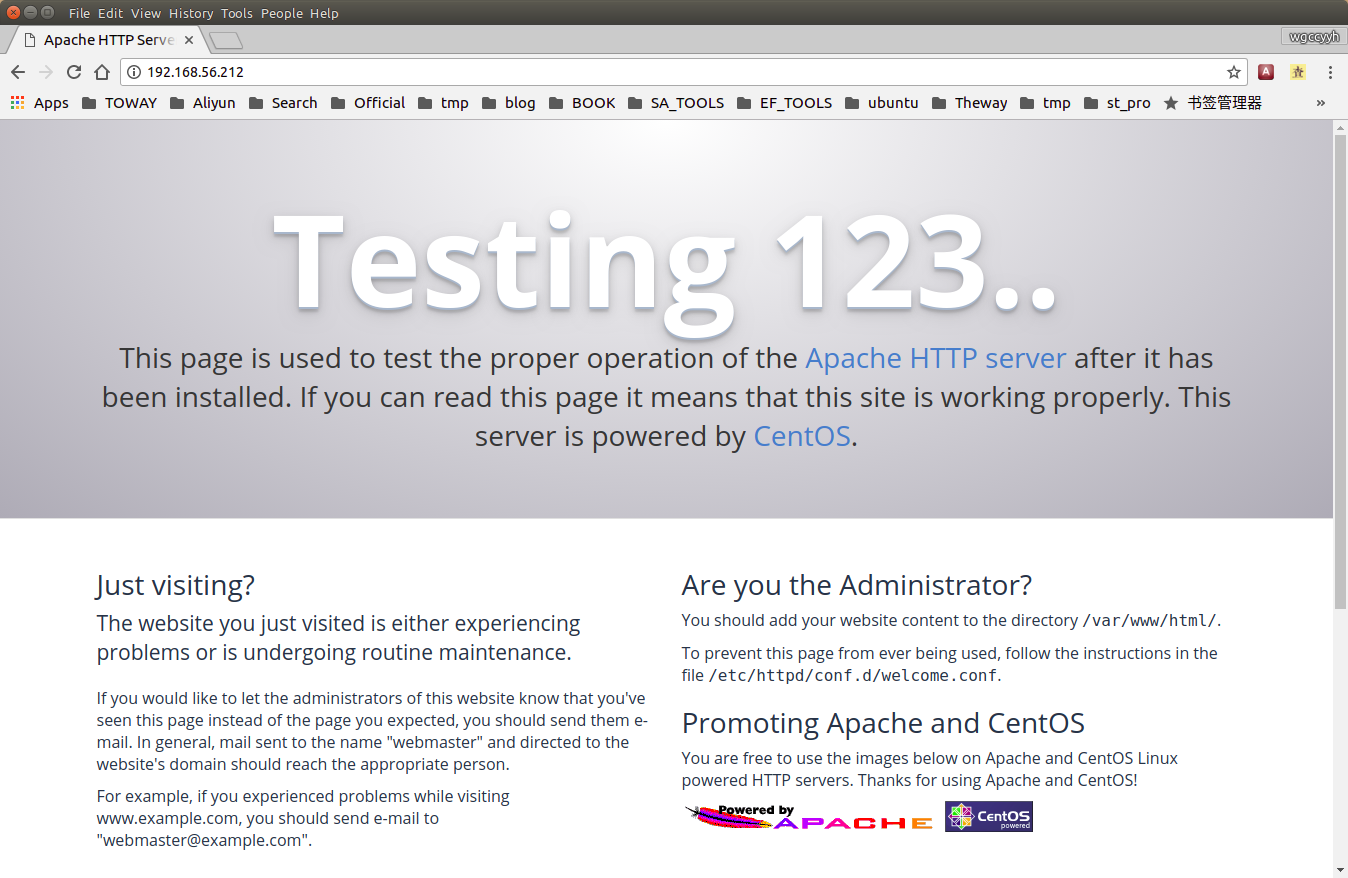 File Edit View History Tools People Help
Apache HTTP Serve
wgccyyh
192.168.56.212
Apps TOWAY Aliyun Search Official tmp blog BOOK SA_TOOLS EF_TOOLS ubuntu Theway tmp st_pro 书签管理器 »
Testing 123..
This page is used to test the proper operation of the Apache HTTP server after it has
been installed. If you can read this page it means that this site is working properly. This
server is powered by CentOS.
Just visiting?
The website you just visited is either experiencing
problems or is undergoing routine maintenance.
If you would like to let the administrators of this website know that you've
seen this page instead of the page you expected, you should send them e-
mail. In general, mail sent to the name "webmaster" and directed to the
website's domain should reach the appropriate person.
For example, if you experienced problems while visiting
www.example.com, you should send e-mail to
"webmaster@example.com".
Are you the Administrator?
You should add your website content to the directory /var/www/html/.
To prevent this page from ever being used, follow the instructions in the
file /etc/httpd/conf.d/welcome.conf.
Promoting Apache and CentOS
You are free to use the images below on Apache and CentOS Linux
powered HTTP servers. Thanks for using Apache and CentOS!
Powered by
APACHE
CentOS
powered